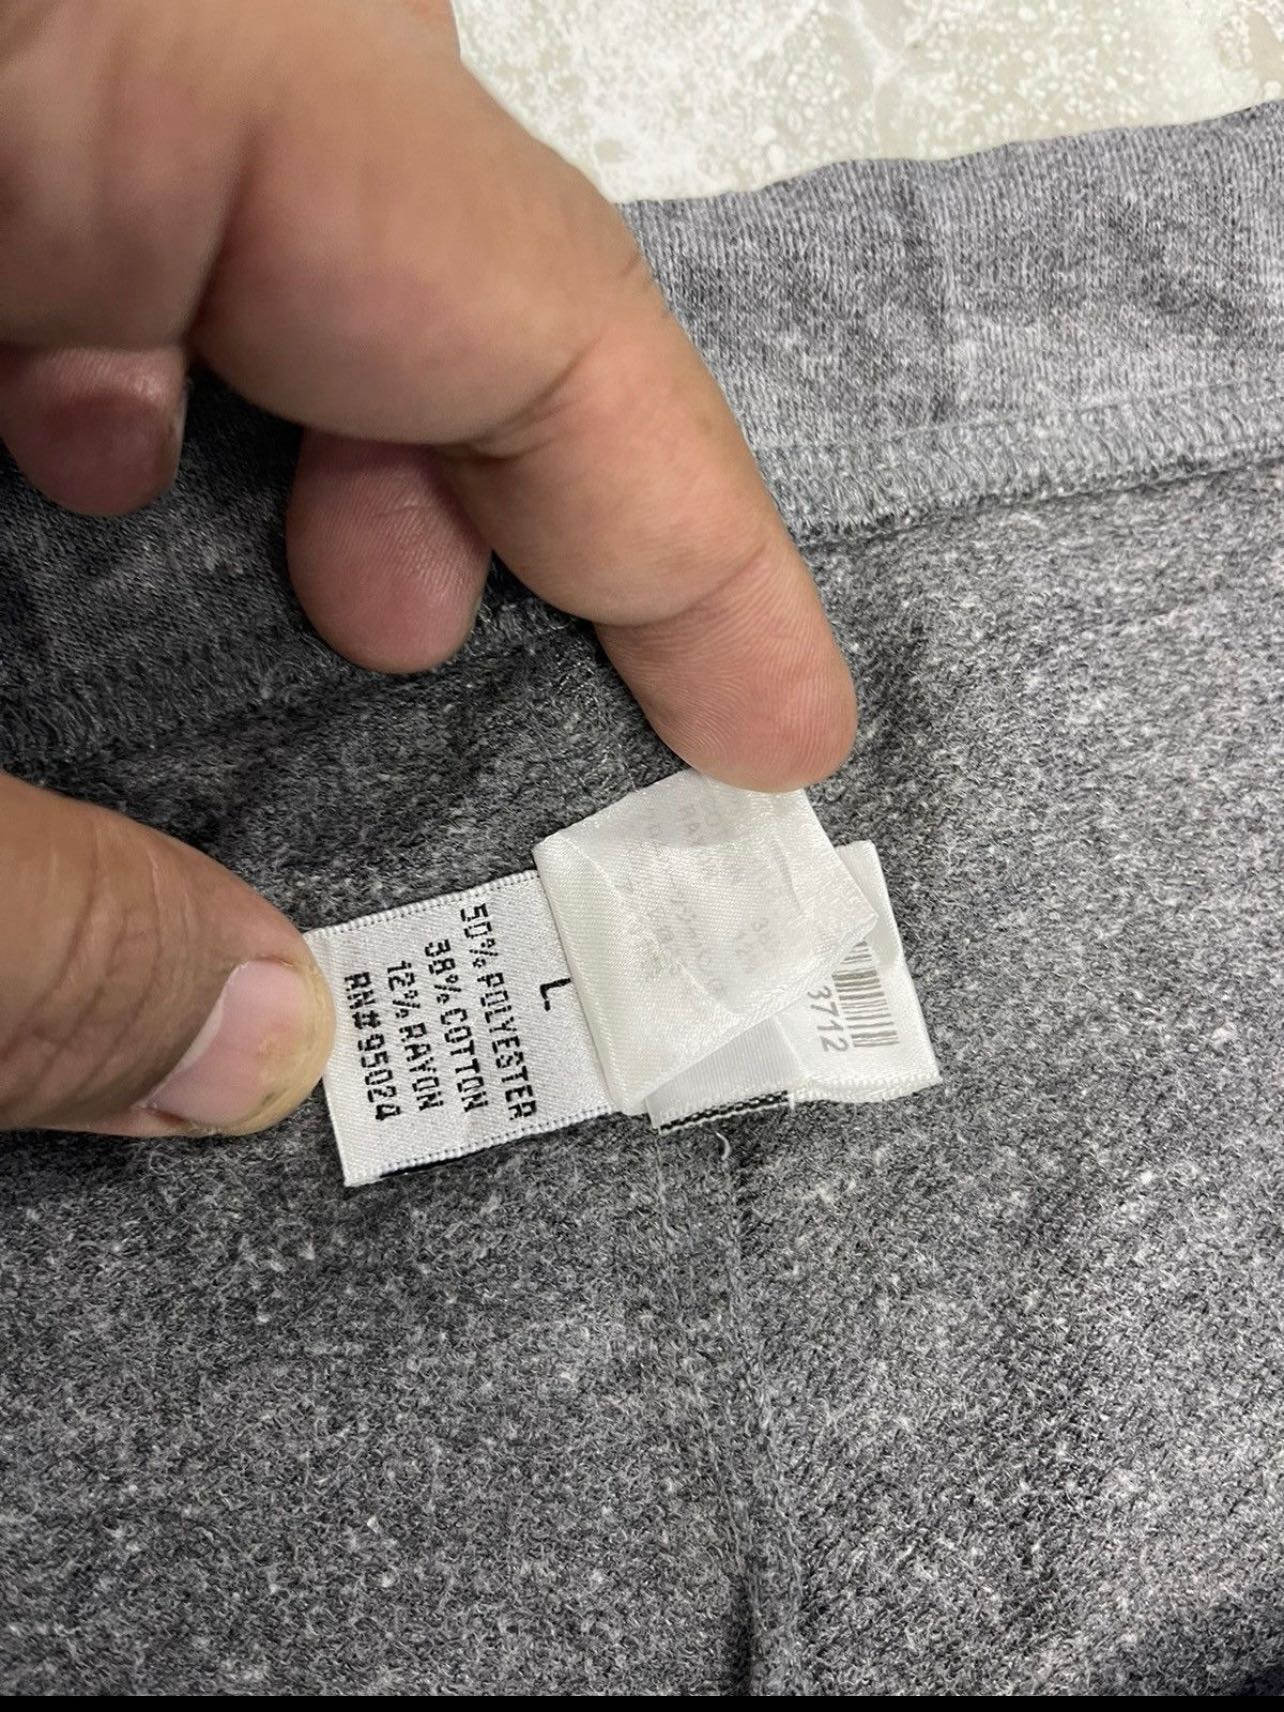 L
50% POLYESTER
38% COTTON
12% RAYON
RN#95024
3712